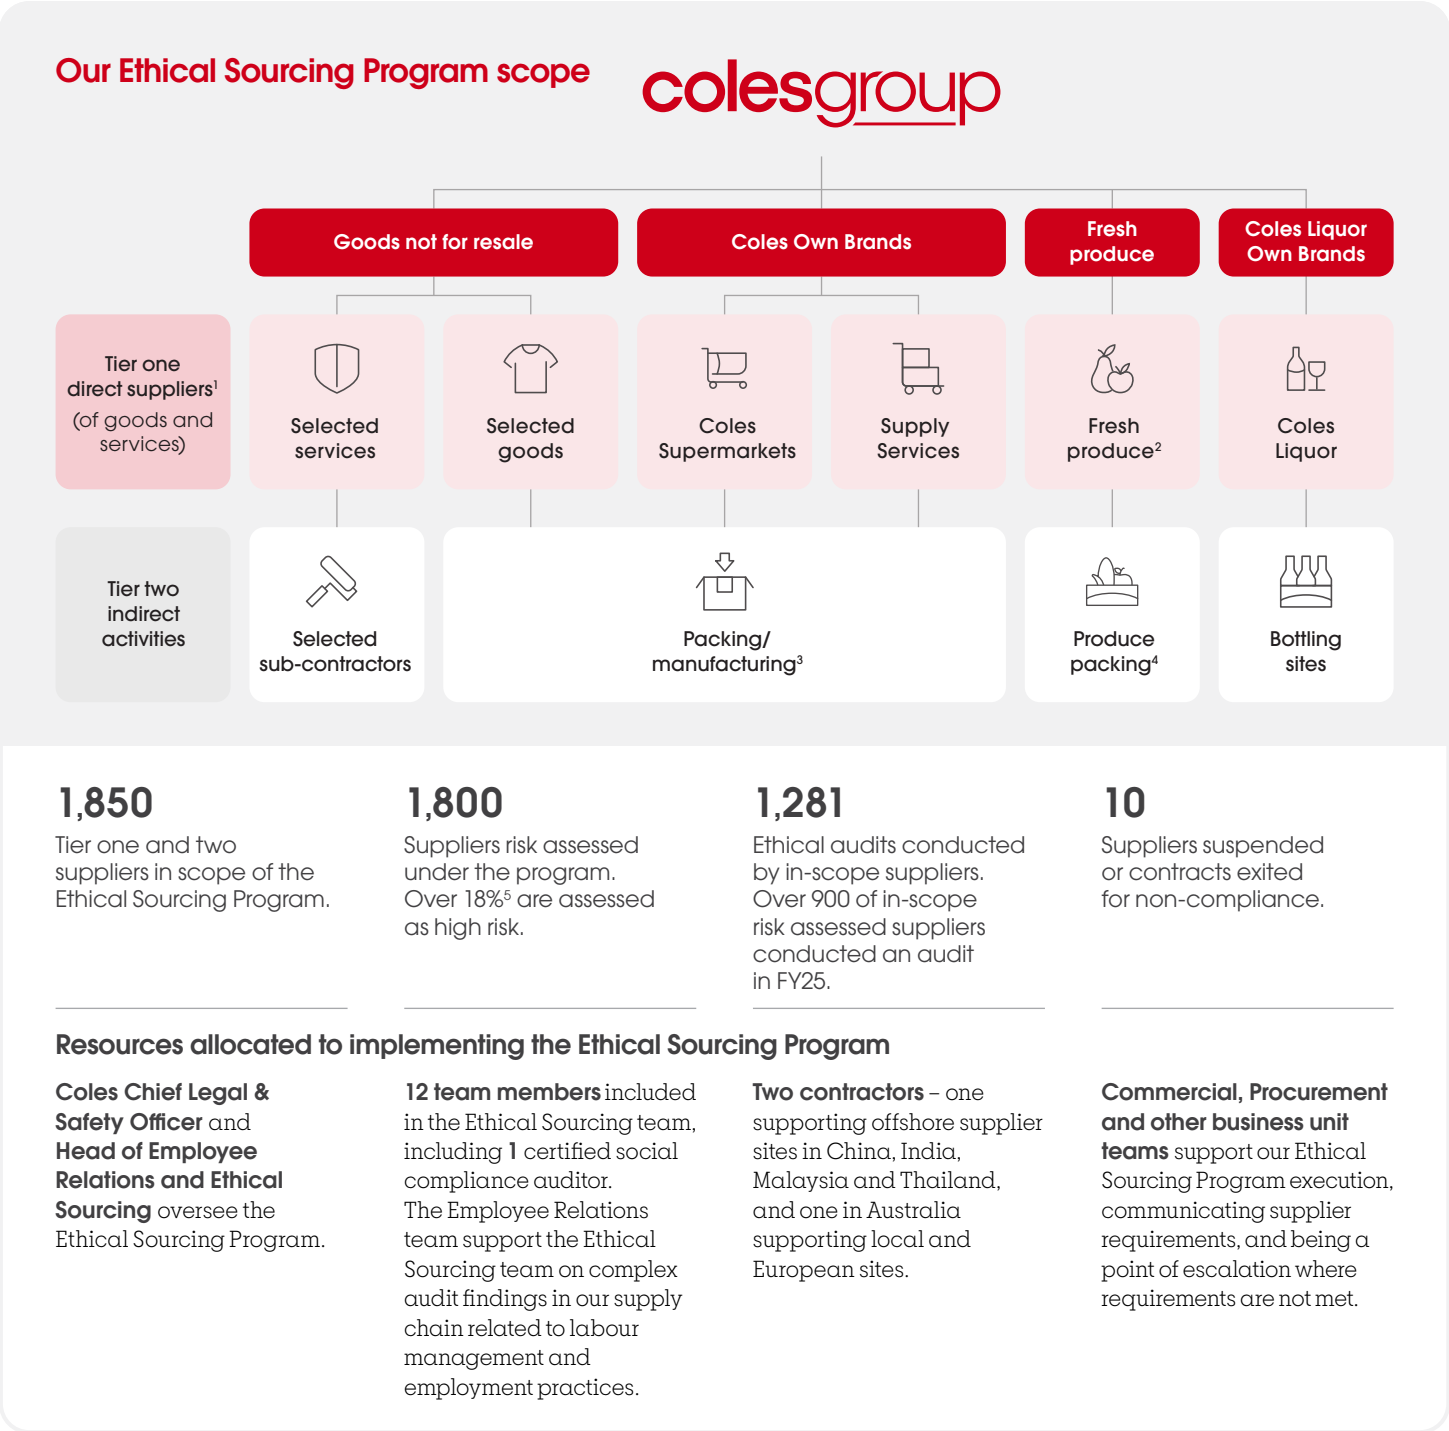 Our Ethical Sourcing Program scope
colesgroup
Goods not for resale
Coles Own Brands
Fresh
produce
Coles Liquor
Own Brands
Tier one
direct suppliers¹
(of goods and
services)
Selected
services
Selected
goods
Coles
Supermarkets
Supply
Services
Fresh
produce²
Coles
Liquor
Tier two
indirect
activities
Selected
sub-contractors
Packing/
manufacturing³
Produce
packing⁴
Bottling
sites
1,850
Tier one and two
suppliers in scope of the
Ethical Sourcing Program.
1,800
Suppliers risk assessed
under the program.
Over 18%⁵ are assessed
as high risk.
1,281
Ethical audits conducted
by in-scope suppliers.
Over 900 of in-scope
risk assessed suppliers
conducted an audit
in FY25.
10
Suppliers suspended
or contracts exited
for non-compliance.
Resources allocated to implementing the Ethical Sourcing Program
Coles Chief Legal &
Safety Officer and
Head of Employee
Relations and Ethical
Sourcing oversee the
Ethical Sourcing Program.
12 team members included
in the Ethical Sourcing team,
including 1 certified social
compliance auditor.
The Employee Relations
team support the Ethical
Sourcing team on complex
audit findings in our supply
chain related to labour
management and
employment practices.
Two contractors – one
supporting offshore supplier
sites in China, India,
Malaysia and Thailand,
and one in Australia
supporting local and
European sites.
Commercial, Procurement
and other business unit
teams support our Ethical
Sourcing Program execution,
communicating supplier
requirements, and being a
point of escalation where
requirements are not met.